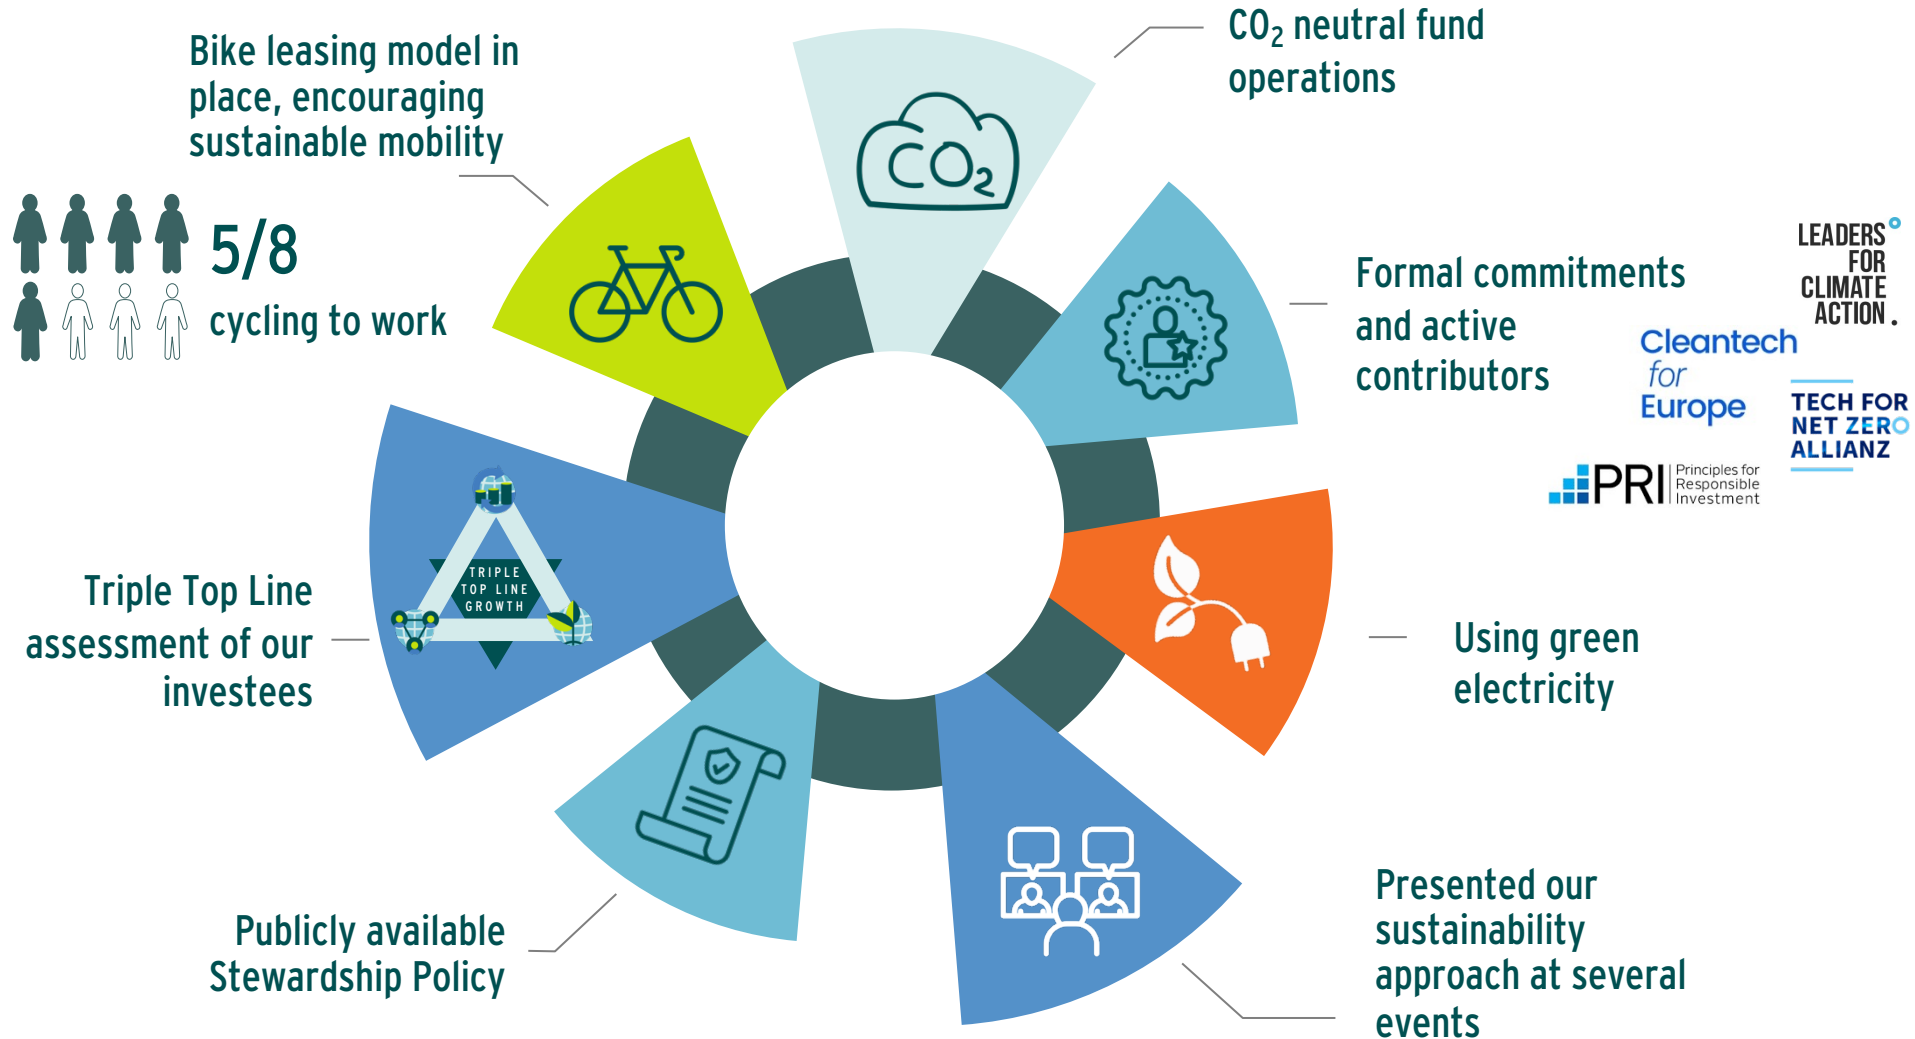 Bike leasing model in
place, encouraging
sustainable mobility
5/8
cycling to work
CO₂
CO₂ neutral fund
operations
Formal commitments
and active
contributors
LEADERS
FOR
CLIMATE
ACTION.
Cleantech
for
Europe
TECH FOR
NET ZERO
ALLIANZ
PRI
Principles for
Responsible
Investment
Using green
electricity
Presented our
sustainability
approach at several
events
Publicly available
Stewardship Policy
Triple Top Line
assessment of our
investees
TRIPLE
TOP LINE
GROWTH